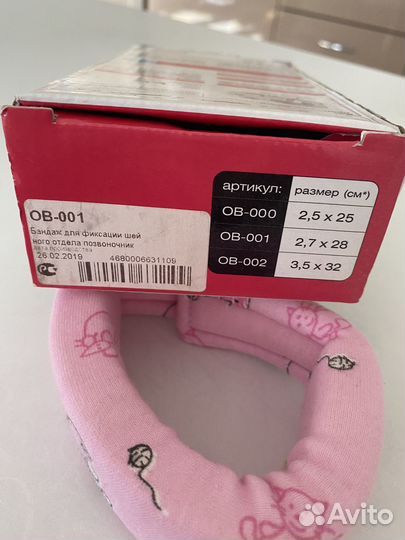 ОВ-001
Бандаж для фиксации шей
ного отдела позвоночник
дата производства
26.02.2019
4680006631109
артикул: размер (см*)
ОВ-000 2,5 x 25
ОВ-001 2,7 x 28
ОВ-002 3,5 x 32
Avito